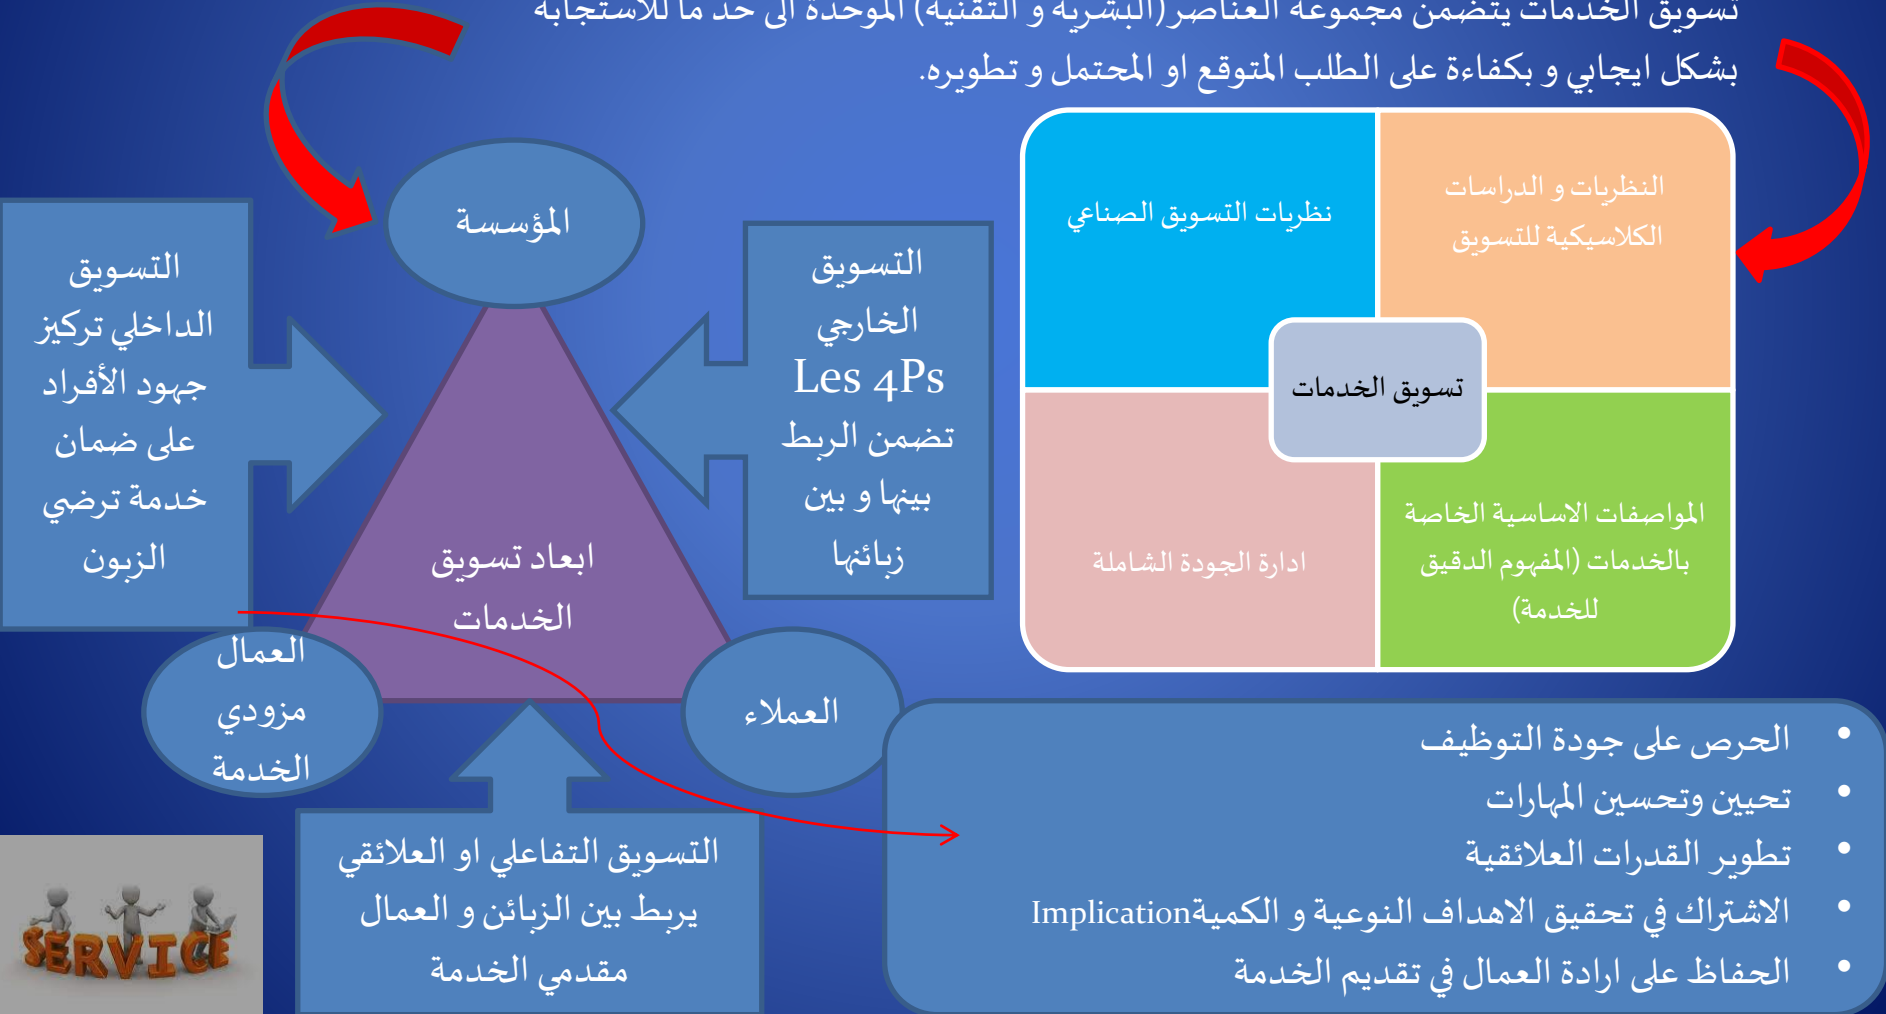 تسويق الخدمات يتضمن مجموعة العناصر(البشرية و التقنية) الموحدة الى حد ما للاستجابة
بشكل ايجابي و بكفاءة على الطلب المتوقع او المحتمل و تطويره.
النظريات و الدراسات
الكلاسيكية للتسويق
نظريات التسويق الصناعي
تسويق الخدمات
المواصفات الاساسية الخاصة
بالخدمات (المفهوم الدقيق
للخدمة)
ادارة الجودة الشاملة
المؤسسة
التسويق
الخارجي
Les 4Ps
تضمن الربط
بينها و بين
زبائنها
التسويق
الداخلي تركيز
جهود الأفراد
على ضمان
خدمة ترضي
الزبون
ابعاد تسويق
الخدمات
العملاء
العمال
مزودي
الخدمة
التسويق التفاعلي او العلائقي
يربط بين الزبائن و العمال
مقدمي الخدمة
• الحرص على جودة التوظيف
• تحيين وتحسين المهارات
• تطوير القدرات العلائقية
• الاشتراك في تحقيق الاهداف النوعية و الكميةImplication
• الحفاظ على ارادة العمال في تقديم الخدمة
SERVICE